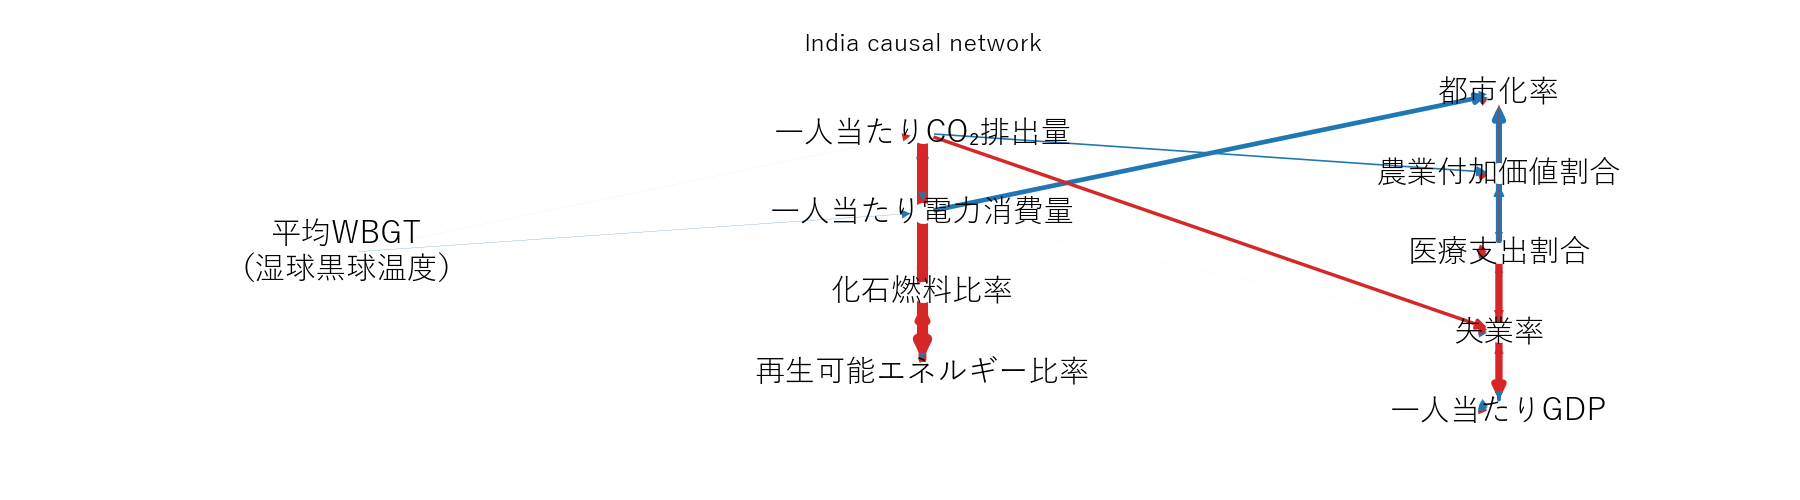 India causal network
都市化率
一人当たりCO₂排出量
農業付加価値割合
一人当たり電力消費量
平均WBGT
（湿球黒球温度）
医療支出割合
化石燃料比率
失業率
再生可能エネルギー比率
一人当たりGDP